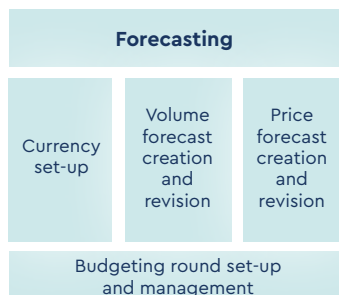 Forecasting
Currency
set-up
Volume
forecast
creation
and
revision
Price
forecast
creation
and
revision
Budgeting round set-up
and management